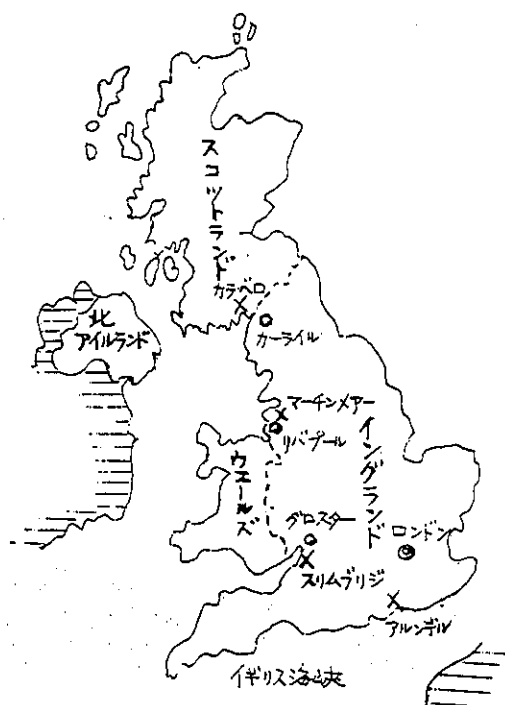 スコットランド
カラベロ
北
アイルランド
カーライル
マーチンメアー
リバプール
イングランド
ウエールズ
グロスター
ロンドン
スリムブリジ
アルンデル
イギリス海峡